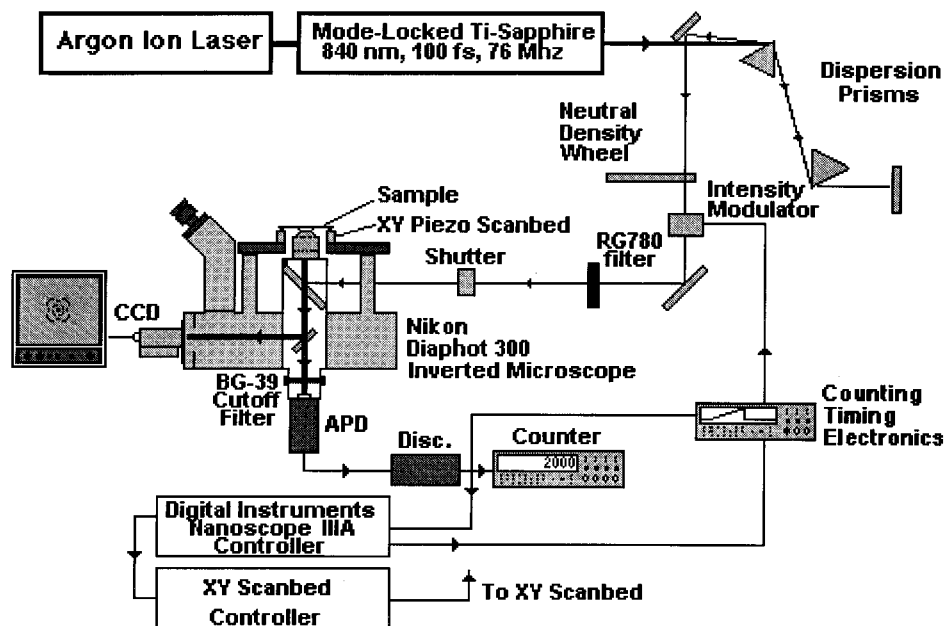 Argon Ion Laser
Mode-Locked Ti-Sapphire
840 nm, 100 fs, 76 Mhz
Dispersion
Prisms
Neutral
Density
Wheel
Intensity
Modulator
Sample
XY Piezo Scanbed
RG780
filter
Shutter
CCD
Nikon
Diaphot 300
Inverted Microscope
BG-39
Cutoff
Filter
APD
Disc.
Counter
2000
Counting
Timing
Electronics
Digital Instruments
Nanoscope IIIA
Controller
XY Scanbed
Controller
To XY Scanbed